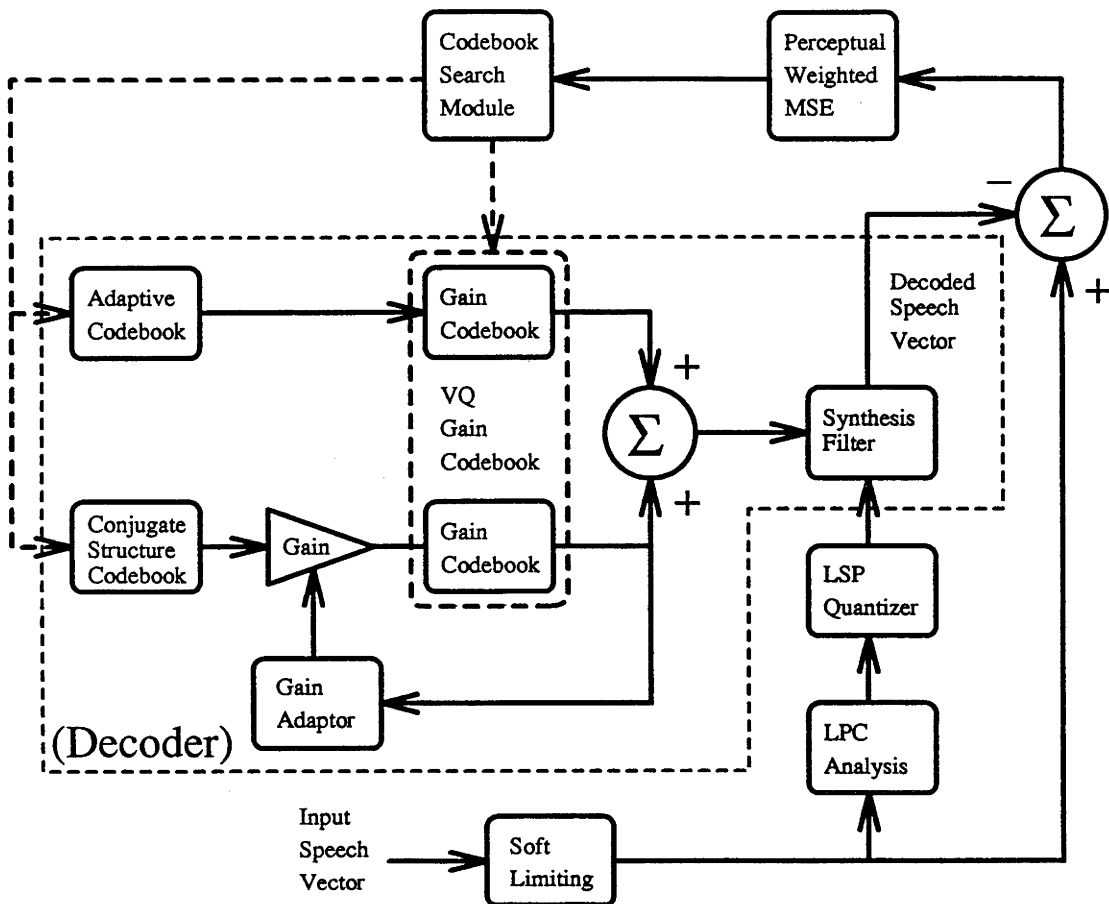 Codebook
Search
Module
Perceptual
Weighted
MSE
−
Σ
+
Adaptive
Codebook
Gain
Codebook
Decoded
Speech
Vector
VQ
Gain
Codebook
+
Σ
+
Synthesis
Filter
Conjugate
Structure
Codebook
Gain
Gain
Codebook
LSP
Quantizer
Gain
Adaptor
(Decoder)
LPC
Analysis
Input
Speech
Vector
Soft
Limiting